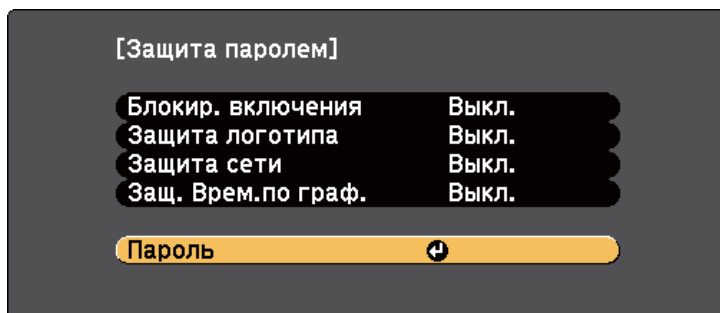 [Защита паролем]
Блокир. включения Выкл.
Защита логотипа Выкл.
Защита сети Выкл.
Защ. Врем.по граф. Выкл.
Пароль